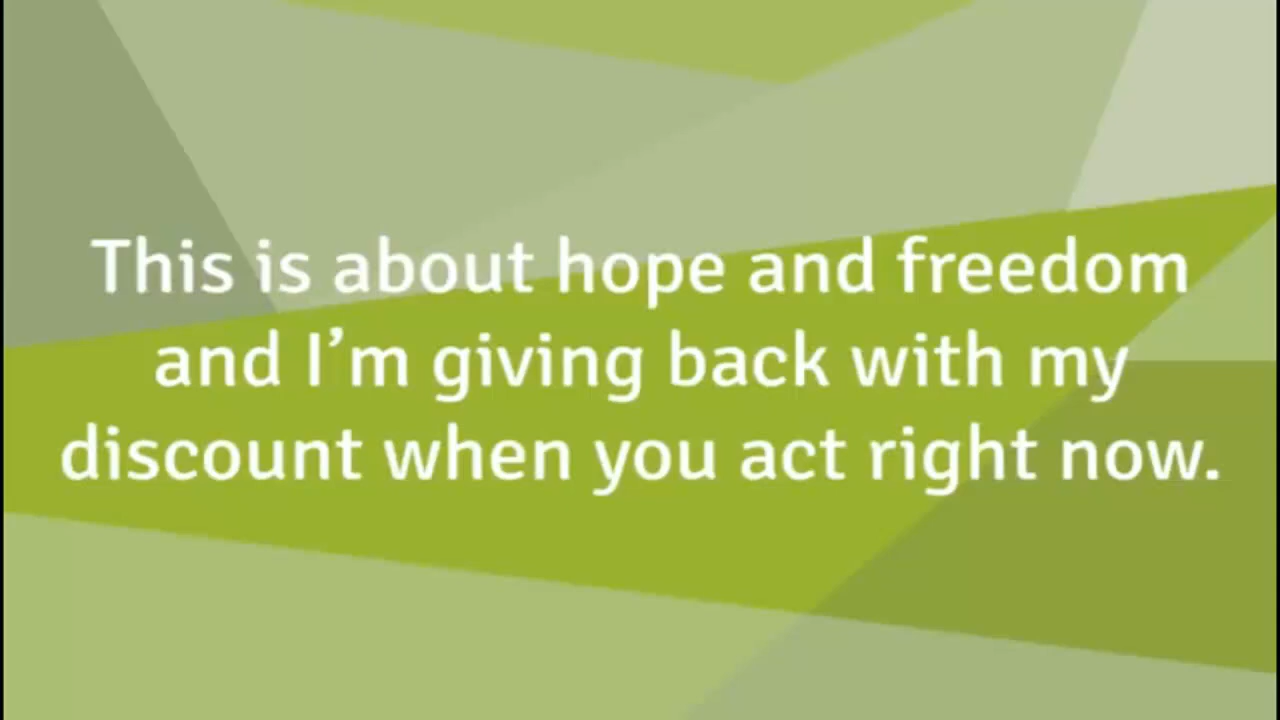 This is about hope and freedom
and I’m giving back with my
discount when you act right now.